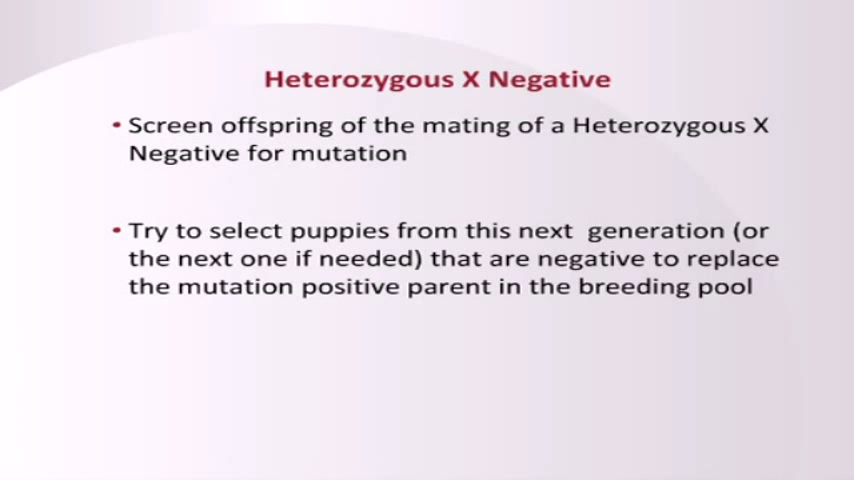 Heterozygous X Negative
• Screen offspring of the mating of a Heterozygous X
Negative for mutation
• Try to select puppies from this next  generation (or
the next one if needed) that are negative to replace
the mutation positive parent in the breeding pool